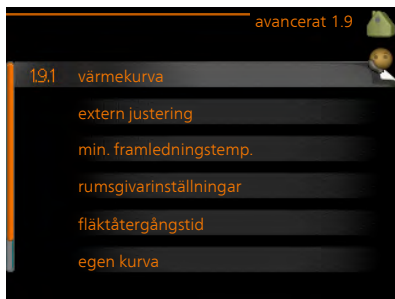 avancerat 1.9
1.9.1 värmekurva
extern justering
min. framledningstemp.
rumsgivarinställningar
fläktåtergångstid
egen kurva